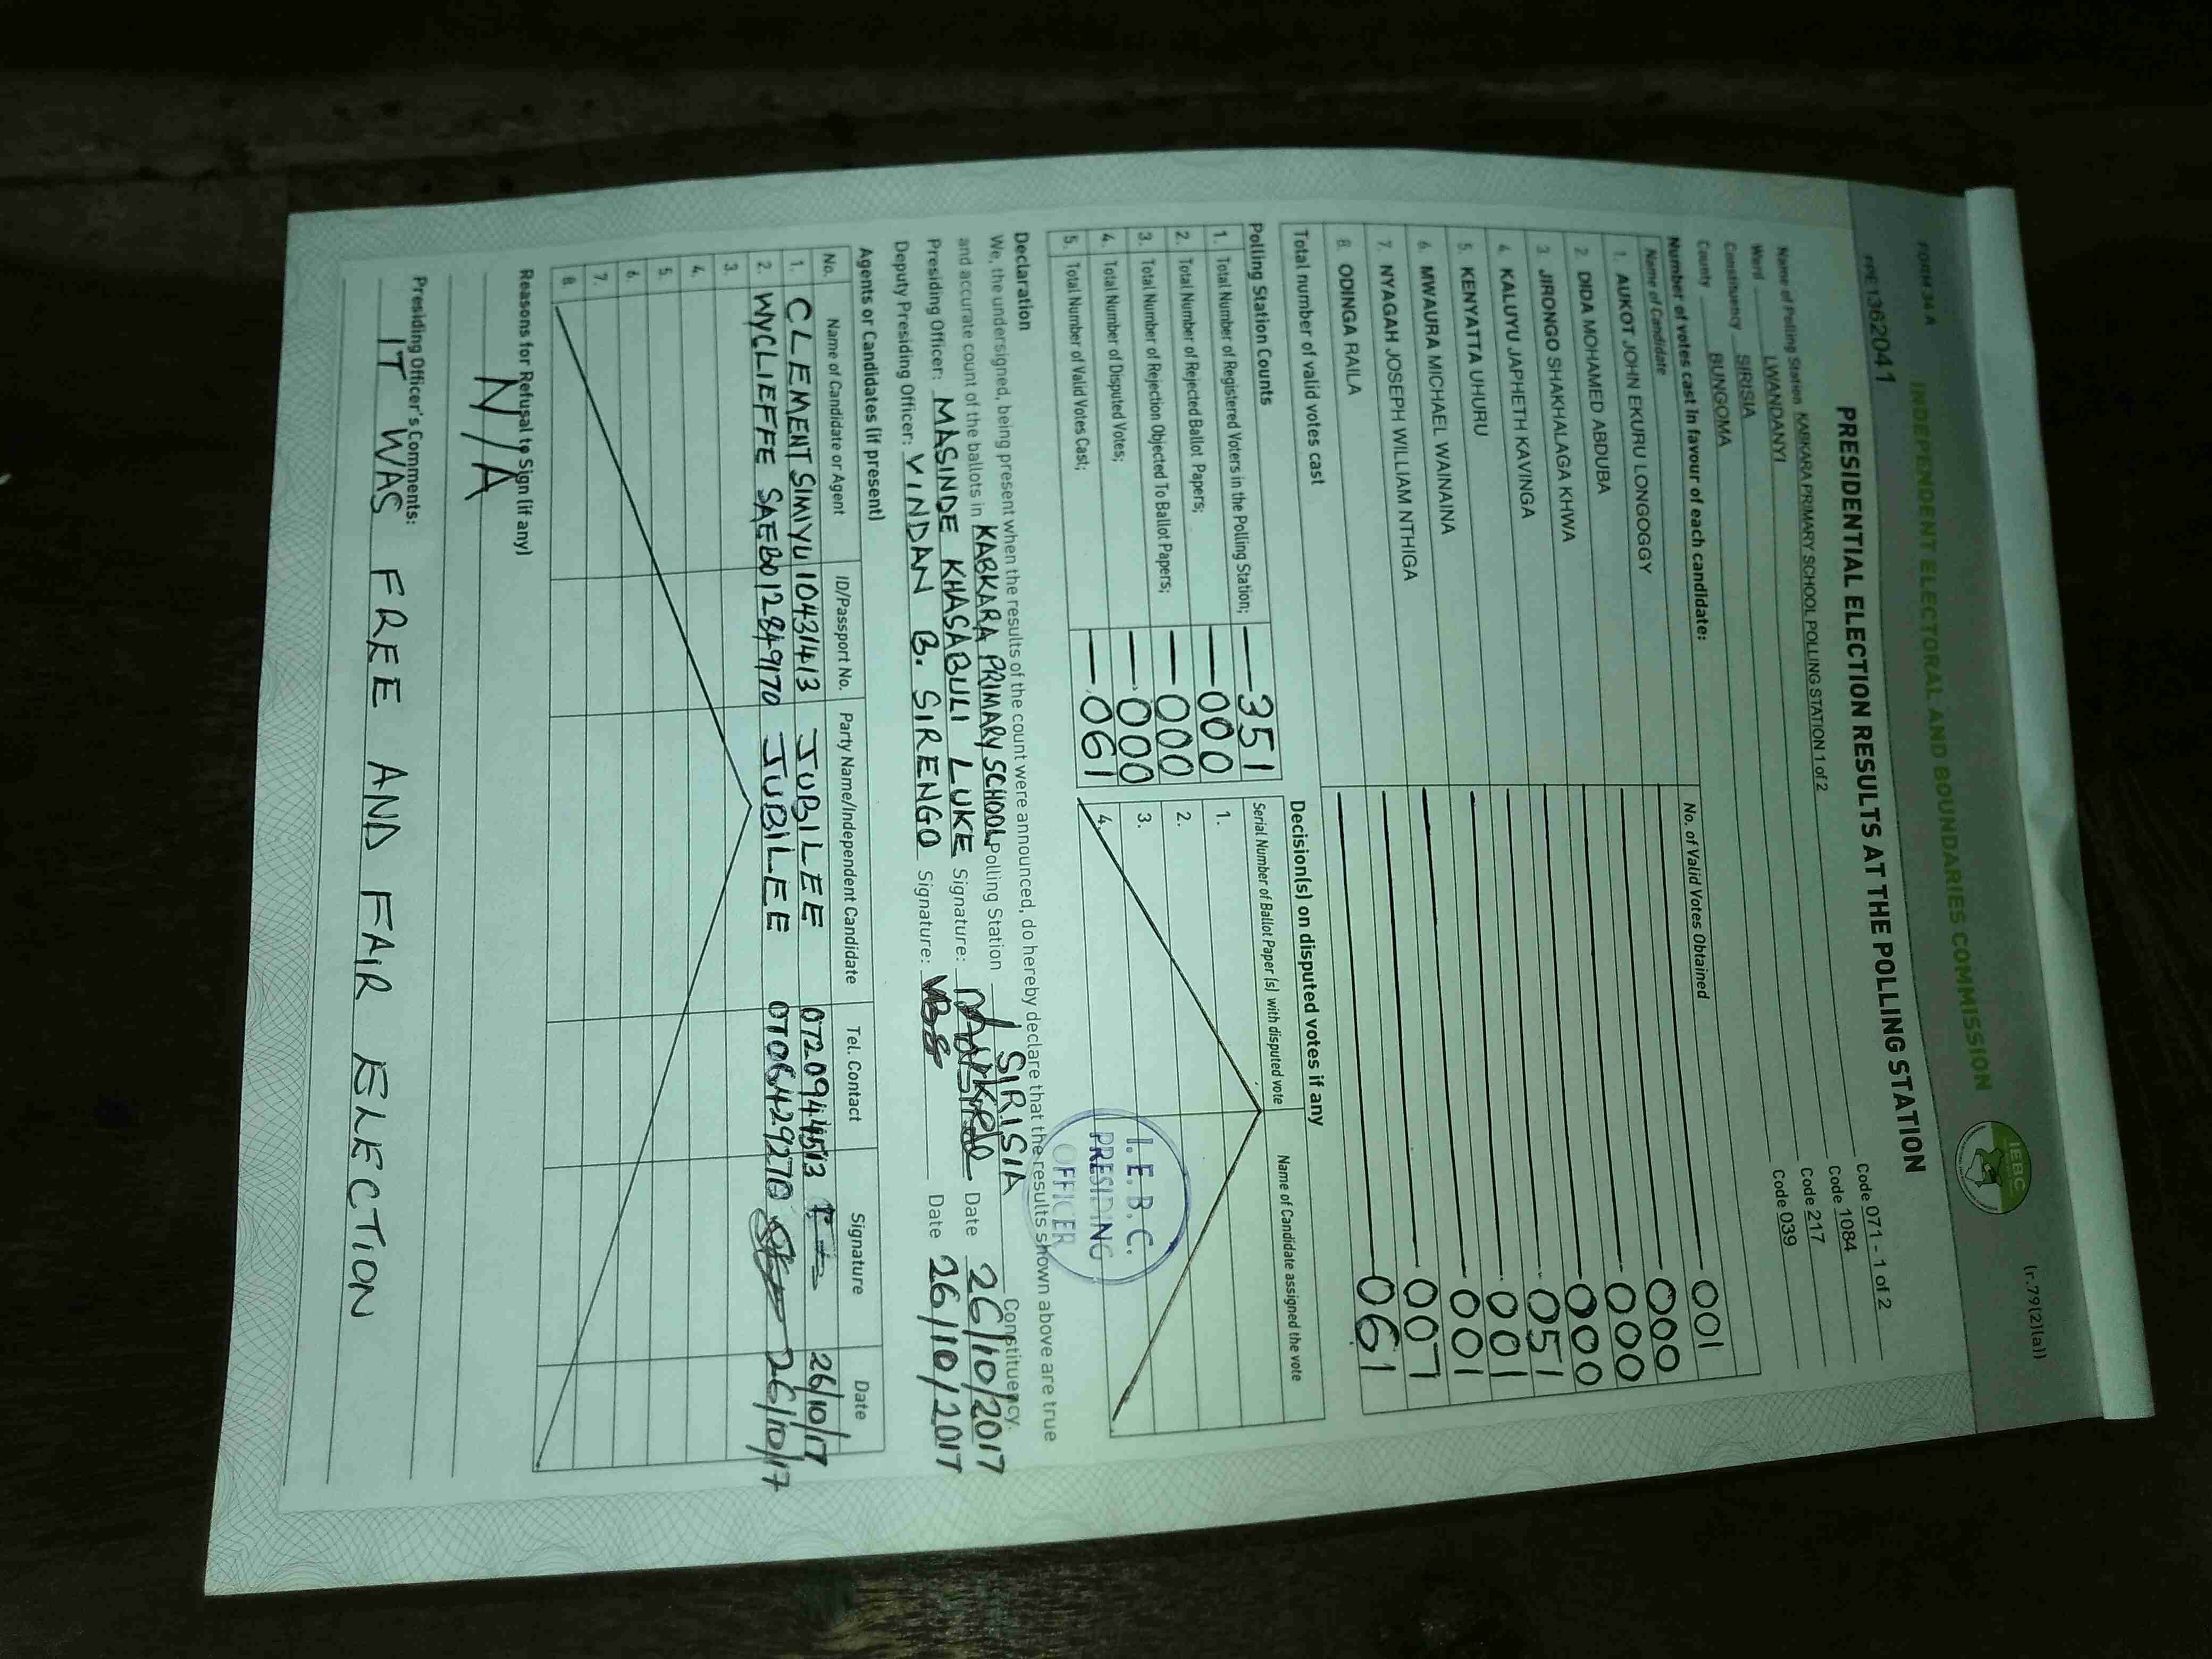 FORM 34 A
(r.79(2)(a))
INDEPENDENT ELECTORAL AND BOUNDARIES COMMISSION
IEBC
PRE1362041
PRESIDENTIAL ELECTION RESULTS AT THE POLLING STATION
Name of Polling Station KABKARA PRIMARY SCHOOL POLLING STATION 1 of 2 Code 071 - 1 of 2
Ward LWANDANYI Code 1084
Constituency SIRISIA Code 217
County BUNGOMA Code 039
Number of votes cast in favour of each candidate:
Name of Candidate No. of Valid Votes Obtained
1. AUKOT JOHN EKURU LONGOGGY 001
2. DIDA MOHAMED ABDUBA 000
3. JIRONGO SHAKHALAGA KHWA 000
4. KALUYU JAPHETH KAVINGA 000
5. KENYATTA UHURU 051
6. MWAURA MICHAEL WAINAINA 001
7. NYAGAH JOSEPH WILLIAM NTHIGA 001
8. ODINGA RAILA 007
Total number of valid votes cast 061
Polling Station Counts
1. Total Number of Registered Voters in the Polling Station; 351
2. Total Number of Rejected Ballot Papers; 000
3. Total Number of Rejection Objected To Ballot Papers; 000
4. Total Number of Disputed Votes; 000
5. Total Number of Valid Votes Cast; 061
Decision(s) on disputed votes if any
Serial Number of Ballot Paper (s) with disputed vote Name of Candidate assigned the vote
1.
2.
3.
4.
I.E.B.C.
PRESIDING
OFFICER
Declaration
We, the undersigned, being present when the results of the count were announced, do hereby declare that the results shown above are true
and accurate count of the ballots in KABKARA PRIMARY SCHOOL Polling Station SIRISIA Constituency.
Presiding Officer: MASINDE KHASABULI LUKE Signature: Date 26/10/2017
Deputy Presiding Officer: VINDAN B. SIRENGO Signature: VBS Date 26/10/2017
Agents or Candidates (if present)
No. Name of Candidate or Agent ID/Passport No. Party Name/Independent Candidate Tel. Contact Signature Date
1. CLEMENT SIMIYU 10431413 JUBILEE 0720944513 26/10/17
2. WYCLIEFFE SAEBO 12849170 JUBILEE 0706429270 26/10/17
3.
4.
5.
6.
7.
8.
Reasons for Refusal to Sign (if any)
N/A
Presiding Officer's Comments:
IT WAS FREE AND FAIR ELECTION